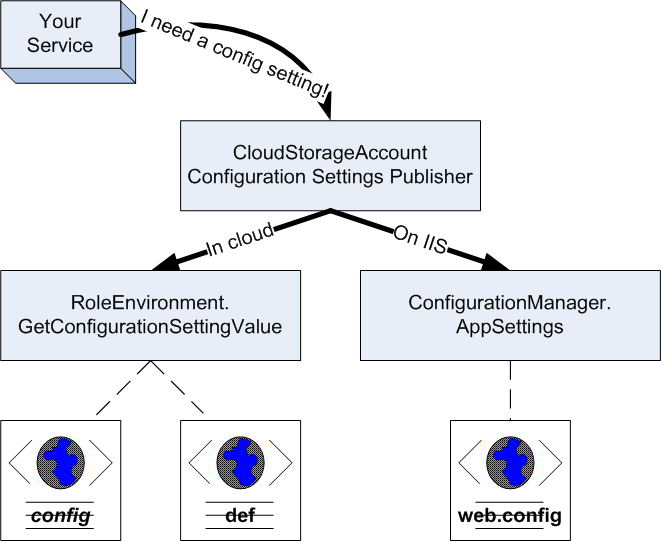 Your
Service
I need a config setting!
CloudStorageAccount
Configuration Settings Publisher
In cloud
On IIS
RoleEnvironment.
GetConfigurationSettingValue
ConfigurationManager.
AppSettings
config
def
web.config